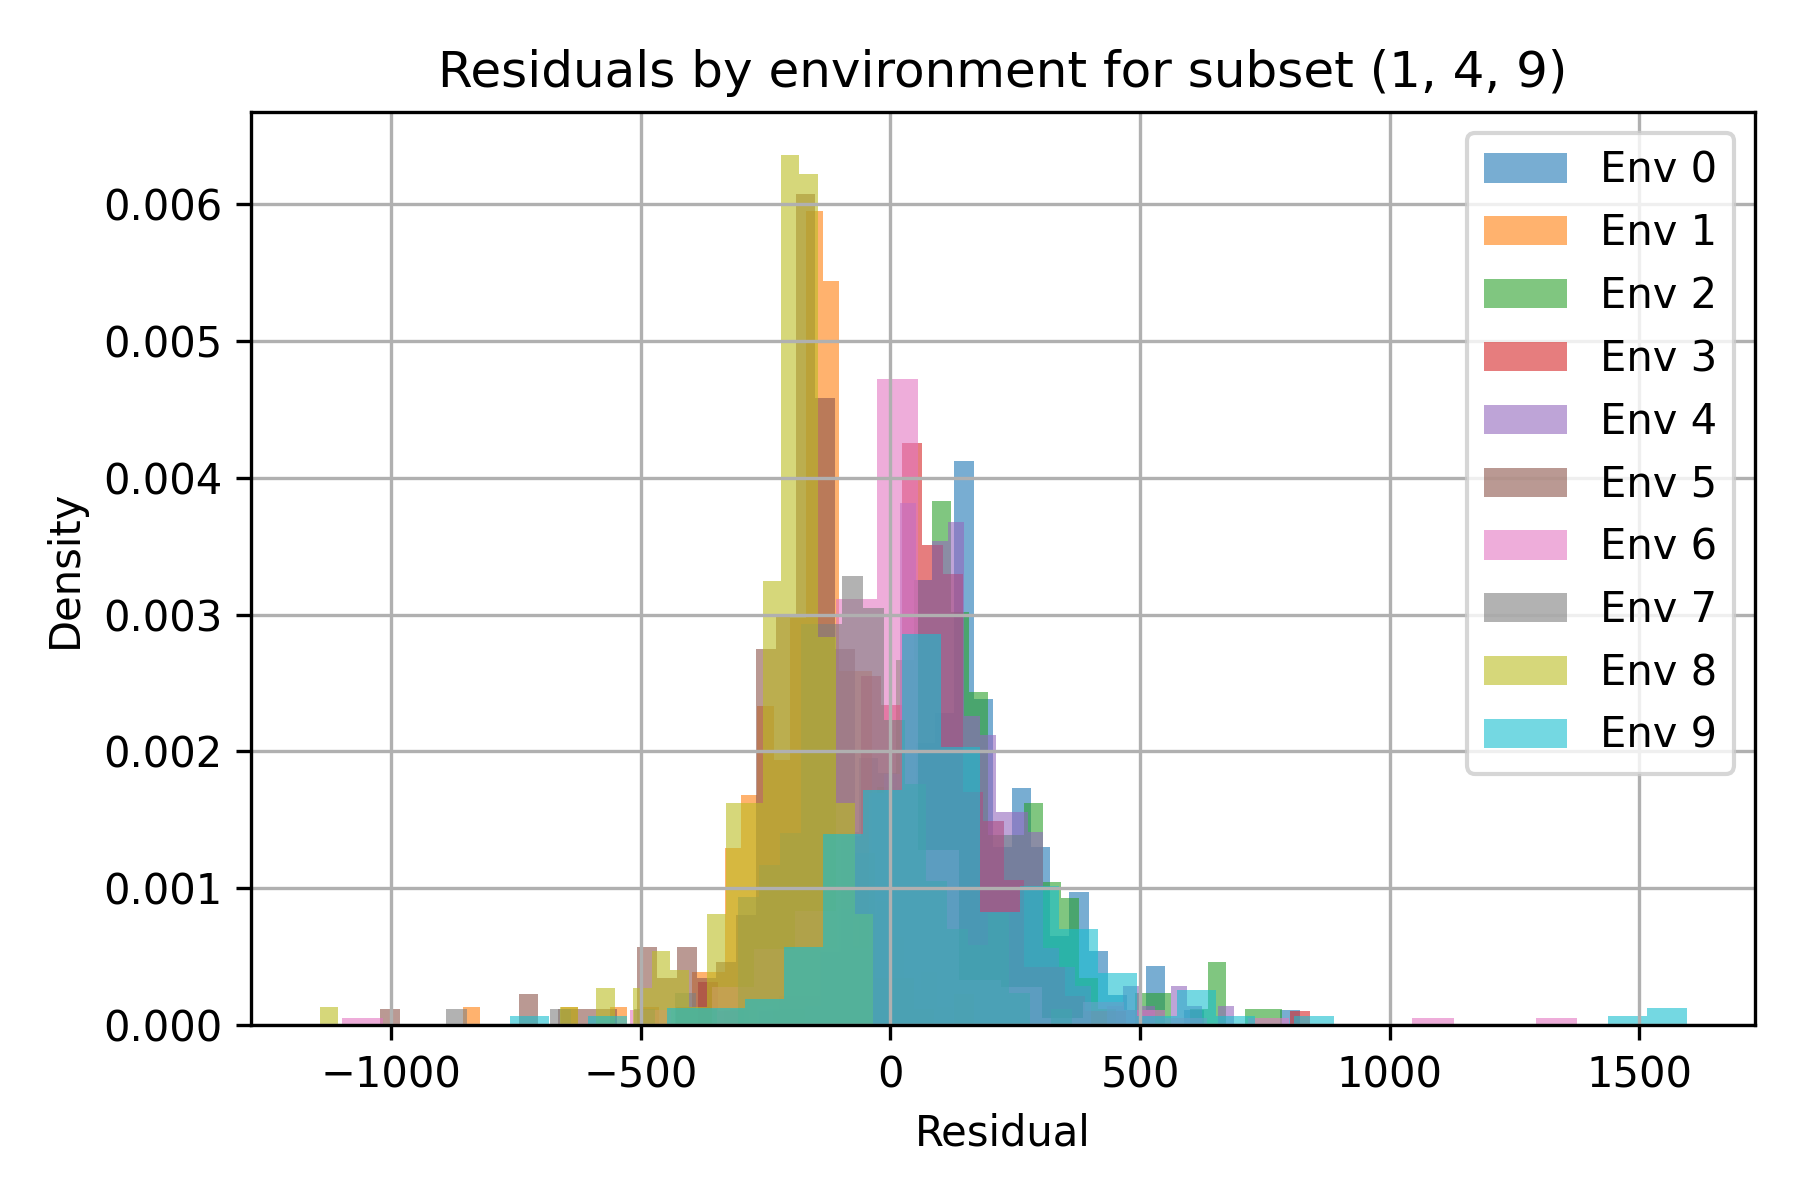 Residuals by environment for subset (1, 4, 9)
Density
0.006
0.005
0.004
0.003
0.002
0.001
0.000
−1000
−500
0
500
1000
1500
Residual
Env 0
Env 1
Env 2
Env 3
Env 4
Env 5
Env 6
Env 7
Env 8
Env 9